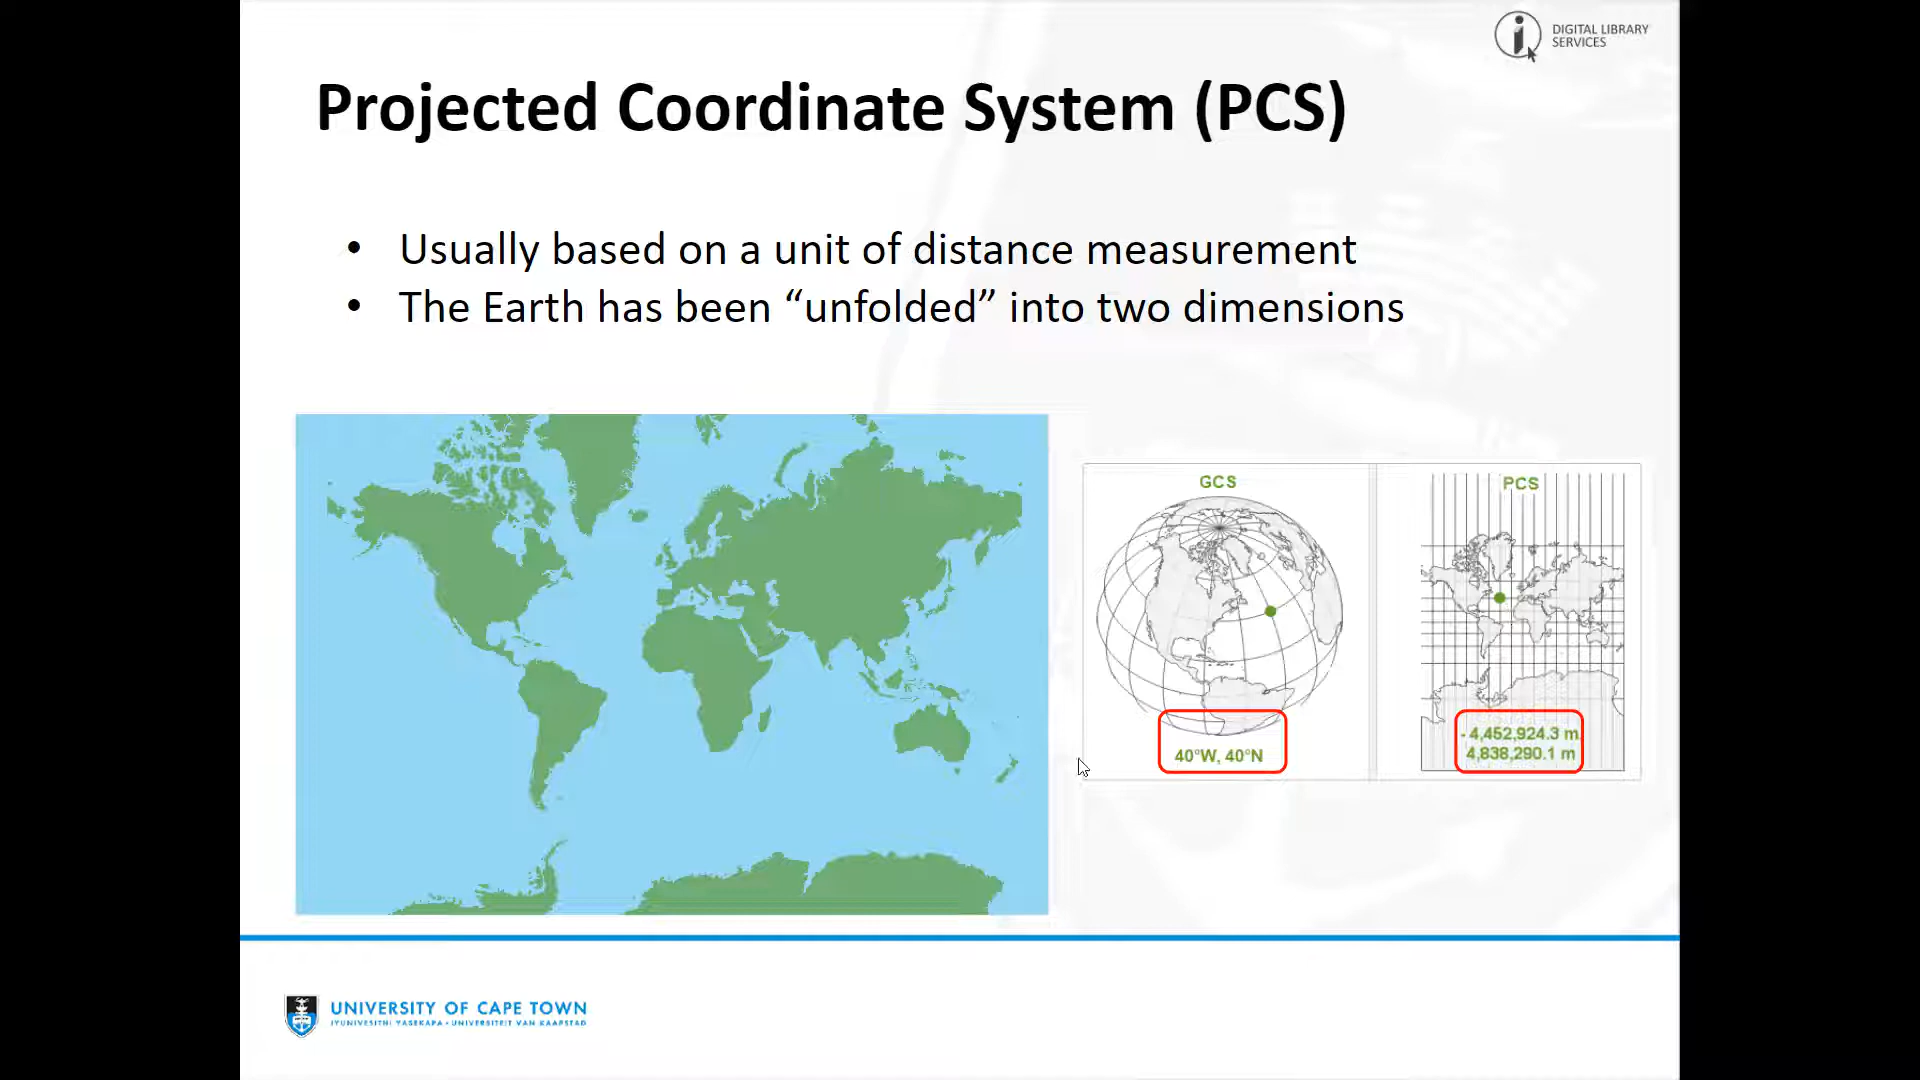 DIGITAL LIBRARY
SERVICES
Projected Coordinate System (PCS)
• Usually based on a unit of distance measurement
• The Earth has been “unfolded” into two dimensions
GCS
PCS
40°W, 40°N
- 4,452,924.3 m
4,838,290.1 m
UNIVERSITY OF CAPE TOWN
IYUNIVESITHI YASEKAPA • UNIVERSITEIT VAN KAAPSTAD